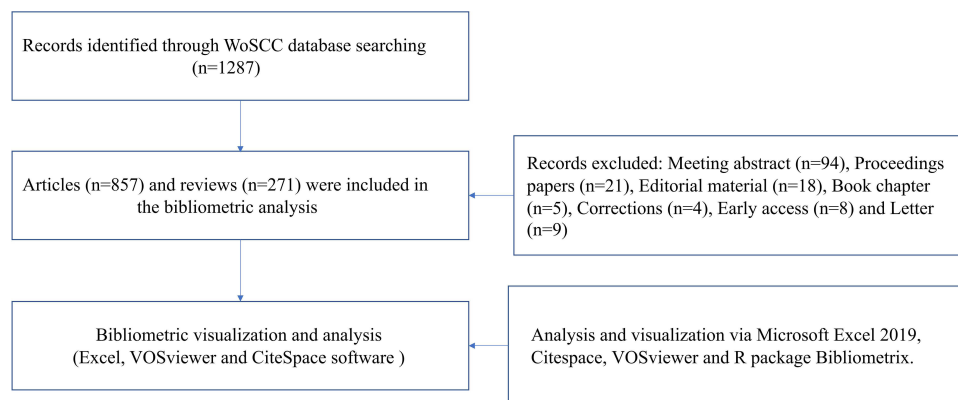 Records identified through WoSCC database searching
(n=1287)
Articles (n=857) and reviews (n=271) were included in
the bibliometric analysis
Records excluded: Meeting abstract (n=94), Proceedings
papers (n=21), Editorial material (n=18), Book chapter
(n=5), Corrections (n=4), Early access (n=8) and Letter
(n=9)
Bibliometric visualization and analysis
(Excel, VOSviewer and CiteSpace software )
Analysis and visualization via Microsoft Excel 2019,
Citespace, VOSviewer and R package Bibliometrix.